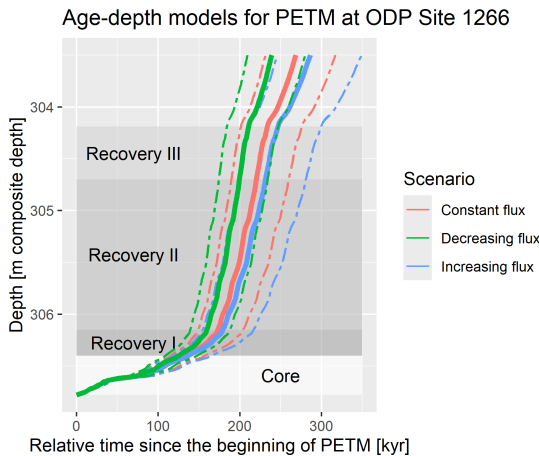 Age-depth models for PETM at ODP Site 1266
Depth [m composite depth]
304
305
306
Recovery III
Recovery II
Recovery I
Core
0
100
200
300
Relative time since the beginning of PETM [kyr]
Scenario
Constant flux
Decreasing flux
Increasing flux